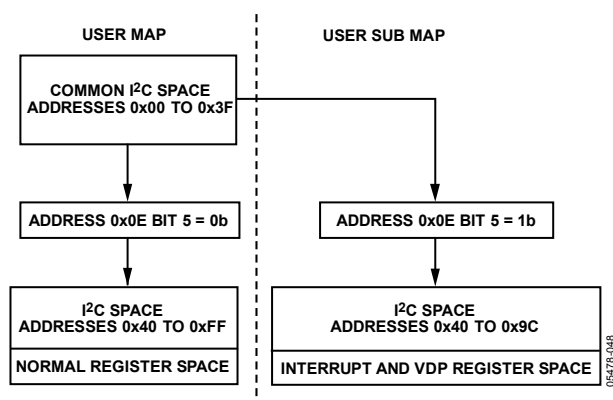 USER MAP
USER SUB MAP
COMMON I²C SPACE
ADDRESSES 0x00 TO 0x3F
ADDRESS 0x0E BIT 5 = 0b
ADDRESS 0x0E BIT 5 = 1b
I²C SPACE
ADDRESSES 0x40 TO 0xFF
NORMAL REGISTER SPACE
I²C SPACE
ADDRESSES 0x40 TO 0x9C
INTERRUPT AND VDP REGISTER SPACE
05478-048